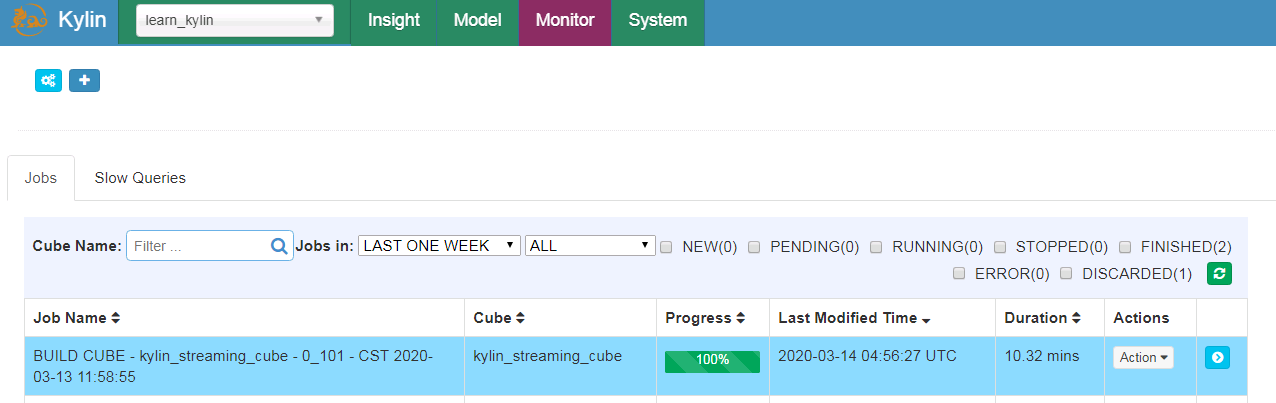 Kylin learn_kylin Insight Model Monitor System
Jobs Slow Queries
Cube Name: Filter ... Jobs in: LAST ONE WEEK ALL NEW(0) PENDING(0) RUNNING(0) STOPPED(0) FINISHED(2)
ERROR(0) DISCARDED(1)
Job Name Cube Progress Last Modified Time Duration Actions
BUILD CUBE - kylin_streaming_cube - 0_101 - CST 2020- kylin_streaming_cube 100% 2020-03-14 04:56:27 UTC 10.32 mins Action
03-13 11:58:55